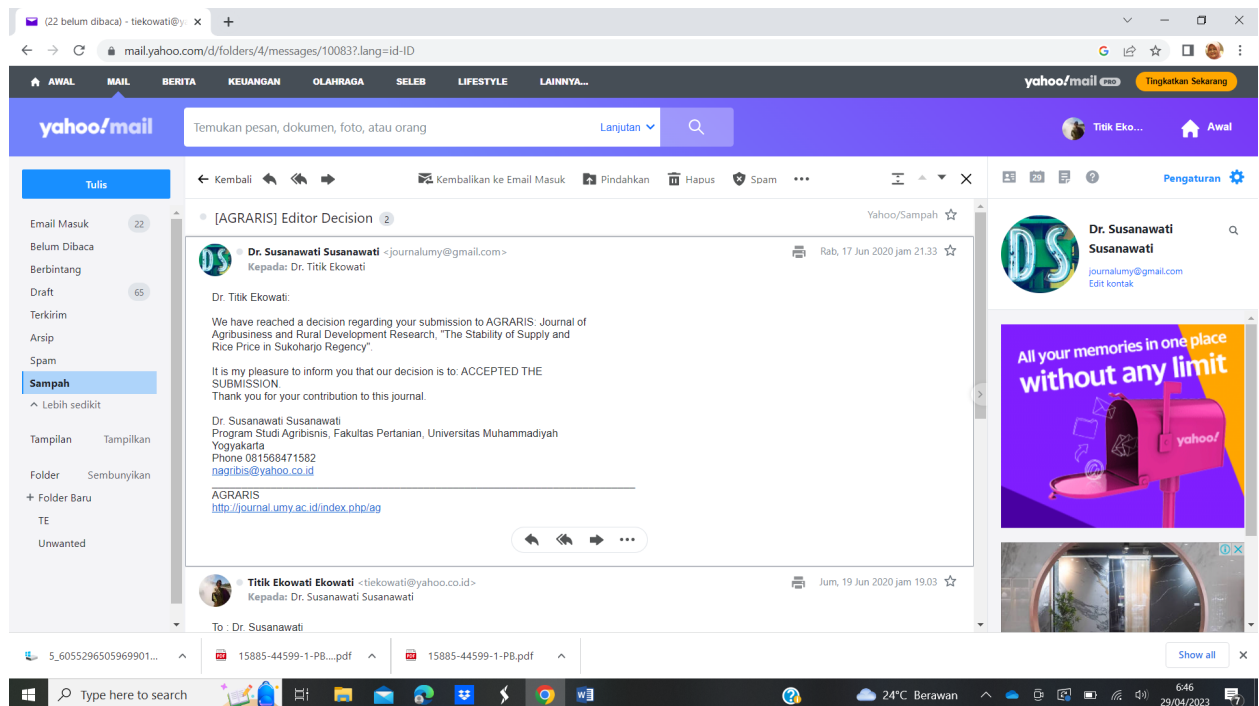 (22 belum dibaca) - tiekowati@y
mail.yahoo.com/d/folders/4/messages/10083?.lang=id-ID
AWAL MAIL BERITA KEUANGAN OLAHRAGA SELEB LIFESTYLE LAINNYA...
yahoo!mail PRO Tingkatkan Sekarang
yahoo!mail
Temukan pesan, dokumen, foto, atau orang Lanjutan
Titik Eko... Awal
Tulis
Email Masuk 22
Belum Dibaca
Berbintang
Draft 65
Terkirim
Arsip
Spam
Sampah
Lebih sedikit
Tampilan Tampilkan
Folder Sembunyikan
+ Folder Baru
TE
Unwanted
Kembali Kembalikan ke Email Masuk Pindahkan Hapus Spam
[AGRARIS] Editor Decision 2 Yahoo/Sampah
DS
Dr. Susanawati Susanawati <journalumy@gmail.com> Rab, 17 Jun 2020 jam 21.33
Kepada: Dr. Titik Ekowati
Dr. Titik Ekowati:
We have reached a decision regarding your submission to AGRARIS: Journal of
Agribusiness and Rural Development Research, "The Stability of Supply and
Rice Price in Sukoharjo Regency".
It is my pleasure to inform you that our decision is to: ACCEPTED THE
SUBMISSION.
Thank you for your contribution to this journal.
Dr. Susanawati Susanawati
Program Studi Agribisnis, Fakultas Pertanian, Universitas Muhammadiyah
Yogyakarta
Phone 081568471582
nagribis@yahoo.co.id
AGRARIS
http://journal.umy.ac.id/index.php/ag
Titik Ekowati Ekowati <tiekowati@yahoo.co.id> Jum, 19 Jun 2020 jam 19.03
Kepada: Dr. Susanawati Susanawati
To : Dr. Susanawati
29 Pengaturan
DS
Dr. Susanawati
Susanawati
journalumy@gmail.com
Edit kontak
All your memories in one place
without any limit
yahoo!
5_6055296505969901... 15885-44599-1-PB....pdf 15885-44599-1-PB.pdf Show all
Type here to search
24°C Berawan
6:46
29/04/2023
7